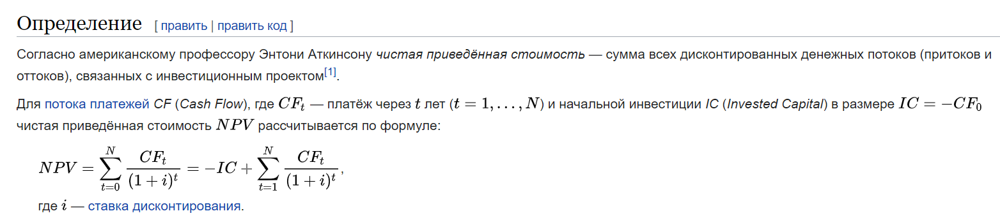 Определение [ править | править код ]
Согласно американскому профессору Энтони Аткинсону чистая приведённая стоимость — сумма всех дисконтированных денежных потоков (притоков и
оттоков), связанных с инвестиционным проектом[1].
Для потока платежей CF (Cash Flow), где CF_t — платёж через t лет (t = 1, . . . , N) и начальной инвестиции IC (Invested Capital) в размере IC = −CF_0
чистая приведённая стоимость NPV рассчитывается по формуле:
NPV = \sum_{t=0}^{N} \frac{CF_t}{(1 + i)^t} = −IC + \sum_{t=1}^{N} \frac{CF_t}{(1 + i)^t},
где i — ставка дисконтирования.